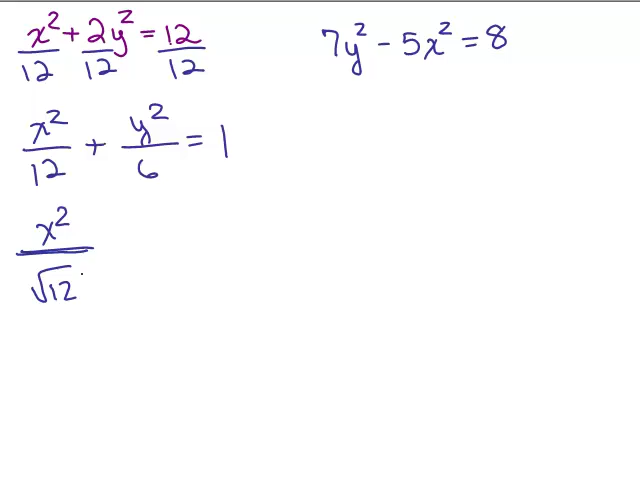 x²/12 + 2y²/12 = 12/12
x²/12 + y²/6 = 1
x²/√12
7y² - 5x² = 8